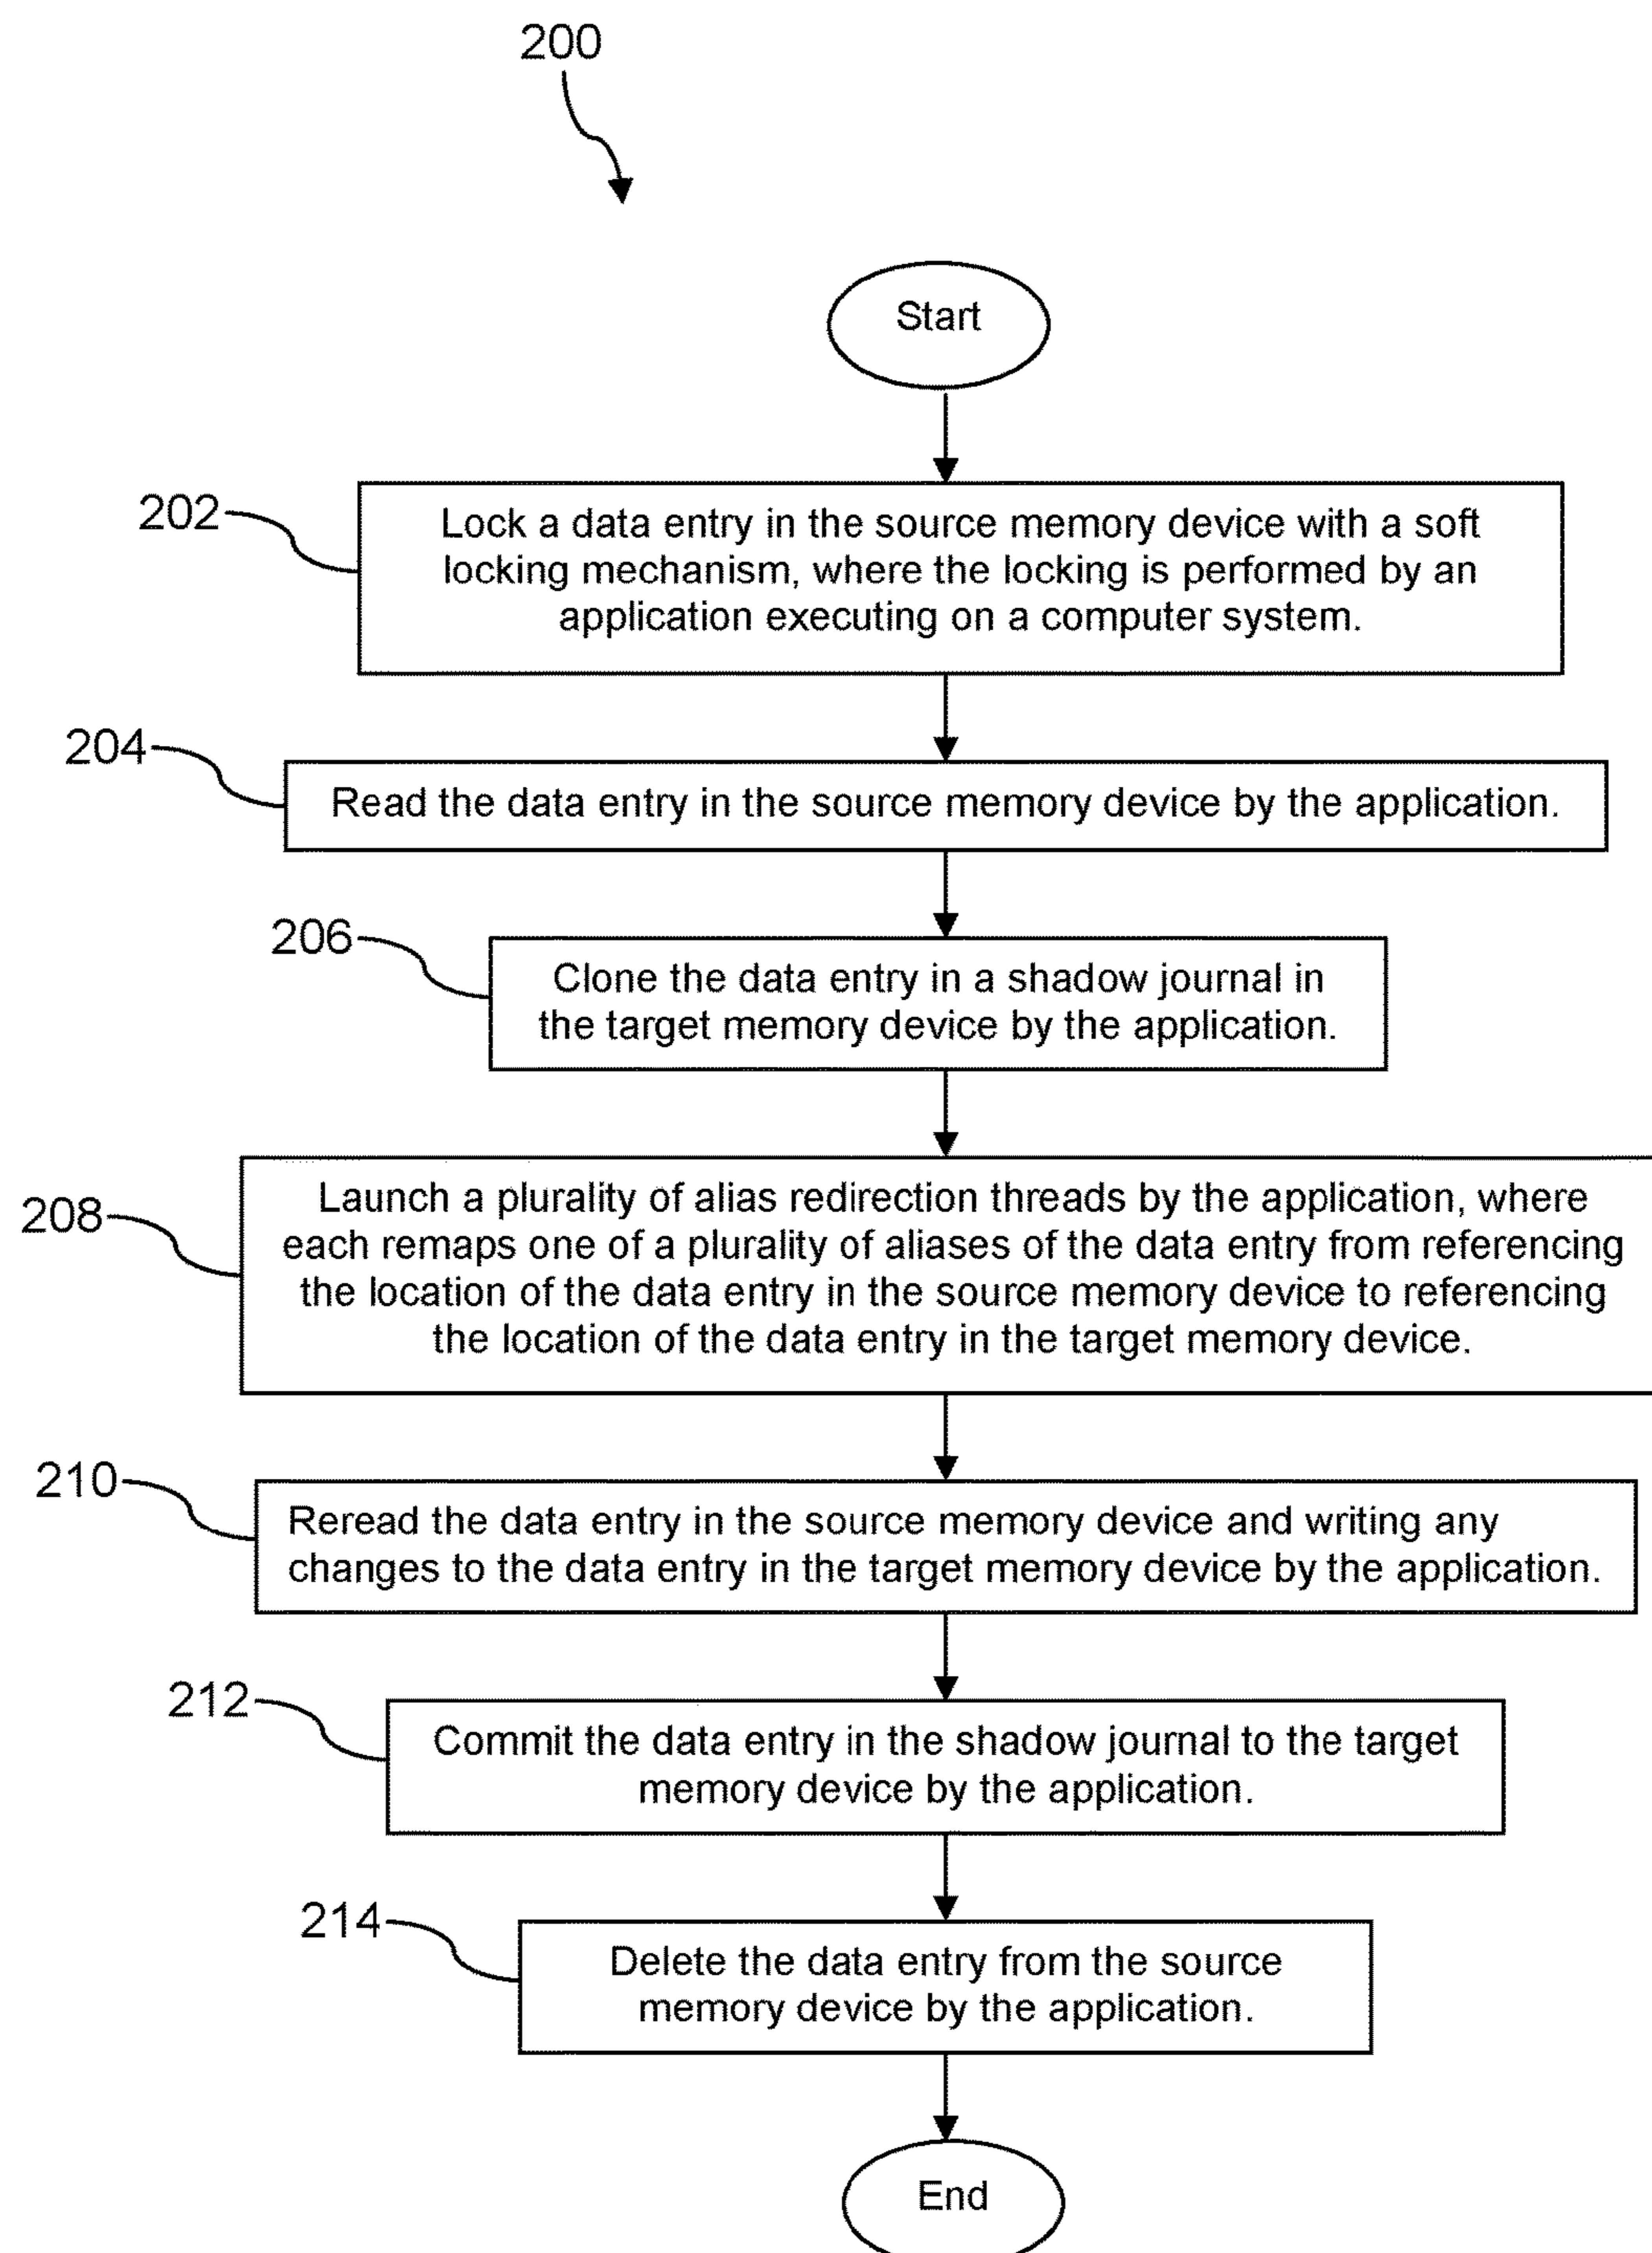 200
Start
202
Lock a data entry in the source memory device with a soft
locking mechanism, where the locking is performed by an
application executing on a computer system.
204
Read the data entry in the source memory device by the application.
206
Clone the data entry in a shadow journal in
the target memory device by the application.
208
Launch a plurality of alias redirection threads by the application, where
each remaps one of a plurality of aliases of the data entry from referencing
the location of the data entry in the source memory device to referencing
the location of the data entry in the target memory device.
210
Reread the data entry in the source memory device and writing any
changes to the data entry in the target memory device by the application.
212
Commit the data entry in the shadow journal to the target
memory device by the application.
214
Delete the data entry from the source
memory device by the application.
End